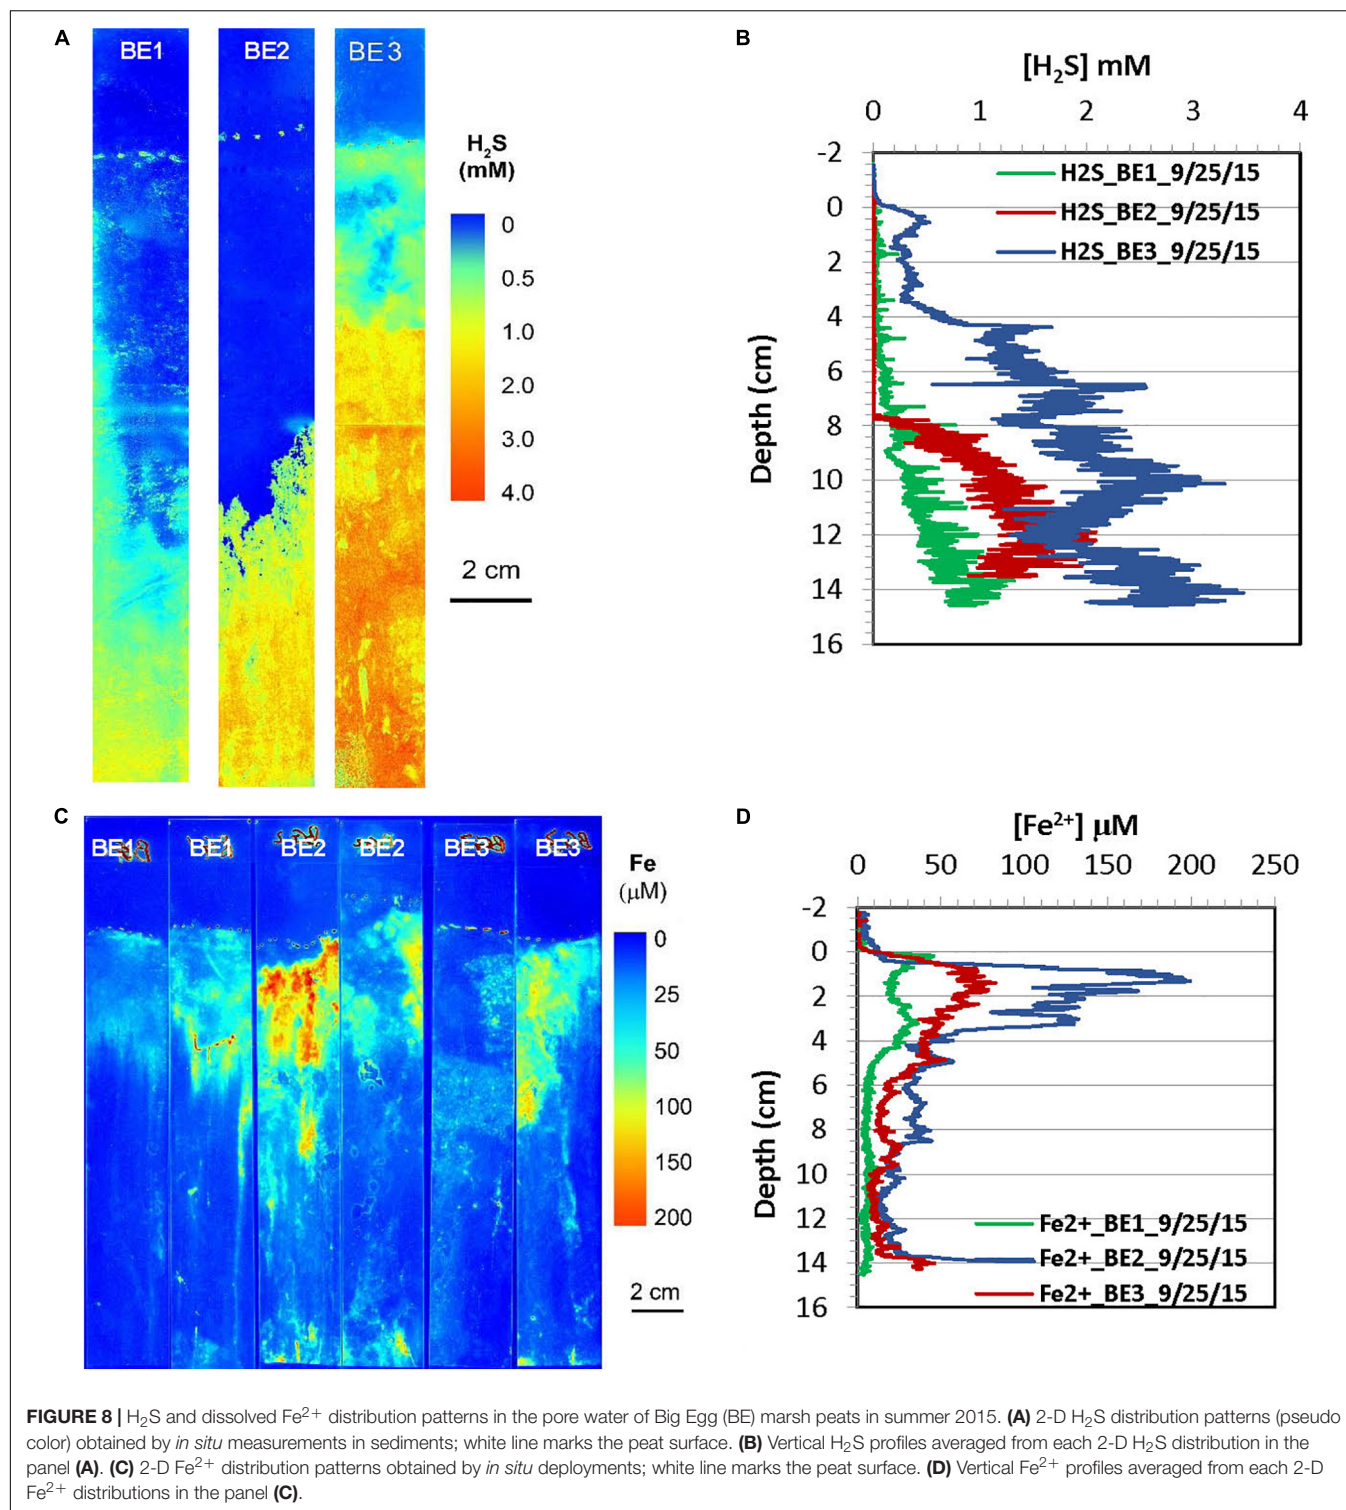 A
BE1
BE2
BE3
H₂S
(mM)
0
0.5
1.0
2.0
3.0
4.0
2 cm
B
[H₂S] mM
0 1 2 3 4
-2
0
2
4
6
8
10
12
14
16
Depth (cm)
H2S_BE1_9/25/15
H2S_BE2_9/25/15
H2S_BE3_9/25/15
C
BE1 BE1 BE2 BE2 BE3 BE3
Fe
(μM)
0
25
50
100
150
200
2 cm
D
[Fe²⁺] μM
0 50 100 150 200 250
-2
0
2
4
6
8
10
12
14
16
Depth (cm)
Fe2+_BE1_9/25/15
Fe2+_BE2_9/25/15
Fe2+_BE3_9/25/15
FIGURE 8 | H₂S and dissolved Fe²⁺ distribution patterns in the pore water of Big Egg (BE) marsh peats in summer 2015. (A) 2-D H₂S distribution patterns (pseudo
color) obtained by in situ measurements in sediments; white line marks the peat surface. (B) Vertical H₂S profiles averaged from each 2-D H₂S distribution in the
panel (A). (C) 2-D Fe²⁺ distribution patterns obtained by in situ deployments; white line marks the peat surface. (D) Vertical Fe²⁺ profiles averaged from each 2-D
Fe²⁺ distributions in the panel (C).